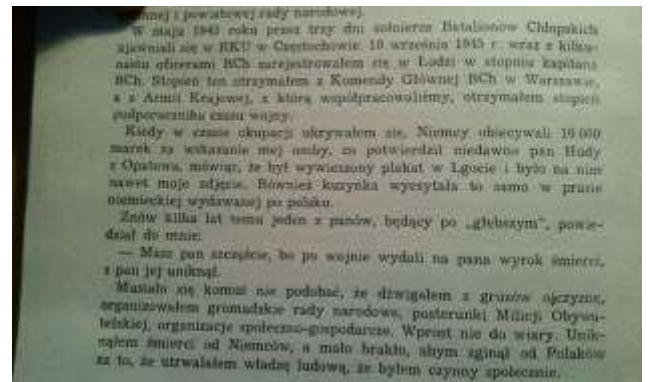 i powiatowej rady narodowej.
W maju 1945 roku przez trzy dni żołnierze Batalionów Chłopskich
ujawniali się w RKU w Częstochowie. 10 września 1945 r. wraz z kilku-
nastu oficerami BCh zarejestrowałem się w Łodzi w stopniu kapitana
BCh. Stopień ten otrzymałem z Komendy Głównej BCh w Warszawie,
a z Armii Krajowej, z którą współpracowaliśmy, otrzymałem stopień
podporucznika czasu wojny.
Kiedy w czasie okupacji ukrywałem się, Niemcy obiecywali 10 000
marek za wskazanie mej osoby, co potwierdził niedawno pan Hudy
z Opatowa, mówiąc, że był wywieszony plakat w Lgocie i było na nim
nawet moje zdjęcie. Również kuzynka wyczytała to samo w prasie
niemieckiej wydawanej po polsku.
Znów kilka lat temu jeden z panów, będący po „głębszym", powie-
dział do mnie:
— Masz pan szczęście, bo po wojnie wydali na pana wyrok śmierci,
a pan jej uniknął.
Musiało się komuś nie podobać, że dźwigałem z gruzów ojczyznę,
organizowałem gromadzkie rady narodowe, posterunki Milicji Obywa-
telskiej, organizacje społeczno-gospodarcze. Wprost nie do wiary. Unik-
nąłem śmierci od Niemców, a mało brakło, abym zginął od Polaków
za to, że utrwalałem władzę ludową, że byłem czynny społecznie.